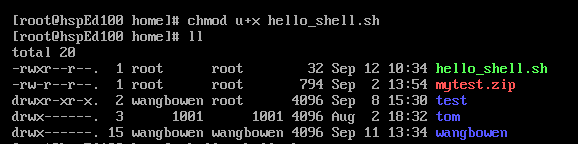 [root@hspEd100 home]# chmod u+x hello_shell.sh
[root@hspEd100 home]# ll
total 20
-rwxr--r--. 1 root root 32 Sep 12 10:34 hello_shell.sh
-rw-r--r--. 1 root root 794 Sep 2 13:54 mytest.zip
drwxr-xr-x. 2 wangbowen root 4096 Sep 8 15:30 test
drwx------. 3 1001 1001 4096 Aug 2 18:32 tom
drwx------. 15 wangbowen wangbowen 4096 Sep 11 13:34 wangbowen